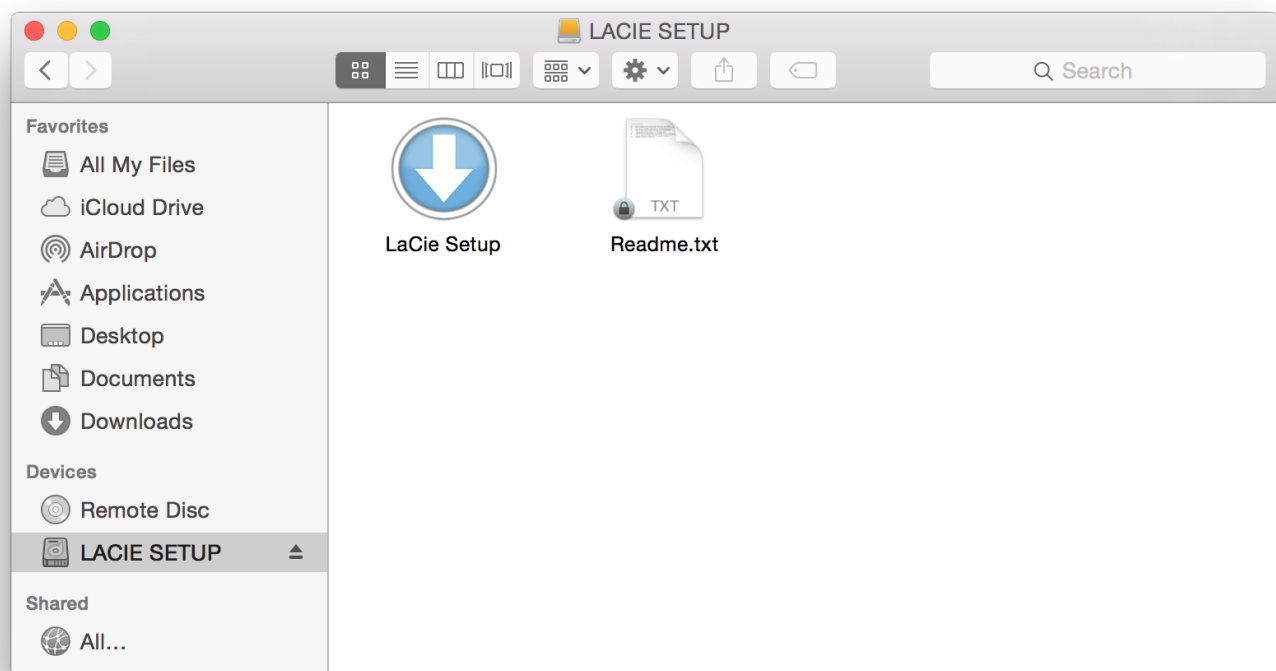 LACIE SETUP
Search
Favorites
All My Files
iCloud Drive
AirDrop
Applications
Desktop
Documents
Downloads
Devices
Remote Disc
LACIE SETUP
Shared
All...
TXT
LaCie Setup
Readme.txt